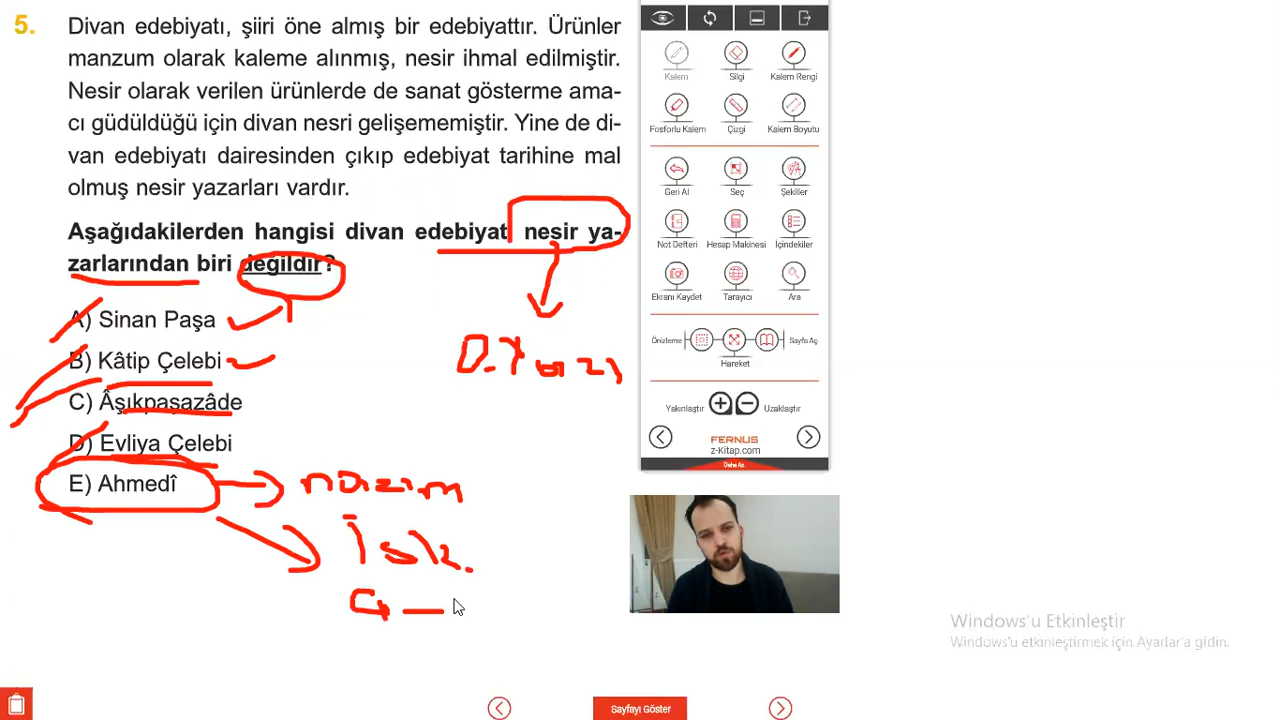 5. Divan edebiyatı, şiiri öne almış bir edebiyattır. Ürünler
manzum olarak kaleme alınmış, nesir ihmal edilmiştir.
Nesir olarak verilen ürünlerde de sanat gösterme ama-
cı güdüldüğü için divan nesri gelişememiştir. Yine de di-
van edebiyatı dairesinden çıkıp edebiyat tarihine mal
olmuş nesir yazarları vardır.
Aşağıdakilerden hangisi divan edebiyat nesir ya-
zarlarından biri değildir?
A) Sinan Paşa
B) Kâtip Çelebi
C) Âşıkpaşazâde
D) Evliya Çelebi
E) Ahmedî
nazım
Kalem Silgi Kalem Rengi
Fosforlu Kalem Çizgi Kalem Boyutu
Geri Al Seç Şekiller
Not Defteri Hesap Makinesi İçindekiler
Ekranı Kaydet Tarayıcı Ara
Önizleme Sayfa Aç
Hareket
Yakınlaştır Uzaklaştır
FERNUS
z-Kitap.com
Daha Az
Windows'u Etkinleştir
Windows'u etkinleştirmek için Ayarlar'a gidin.
Sayfayı Göster